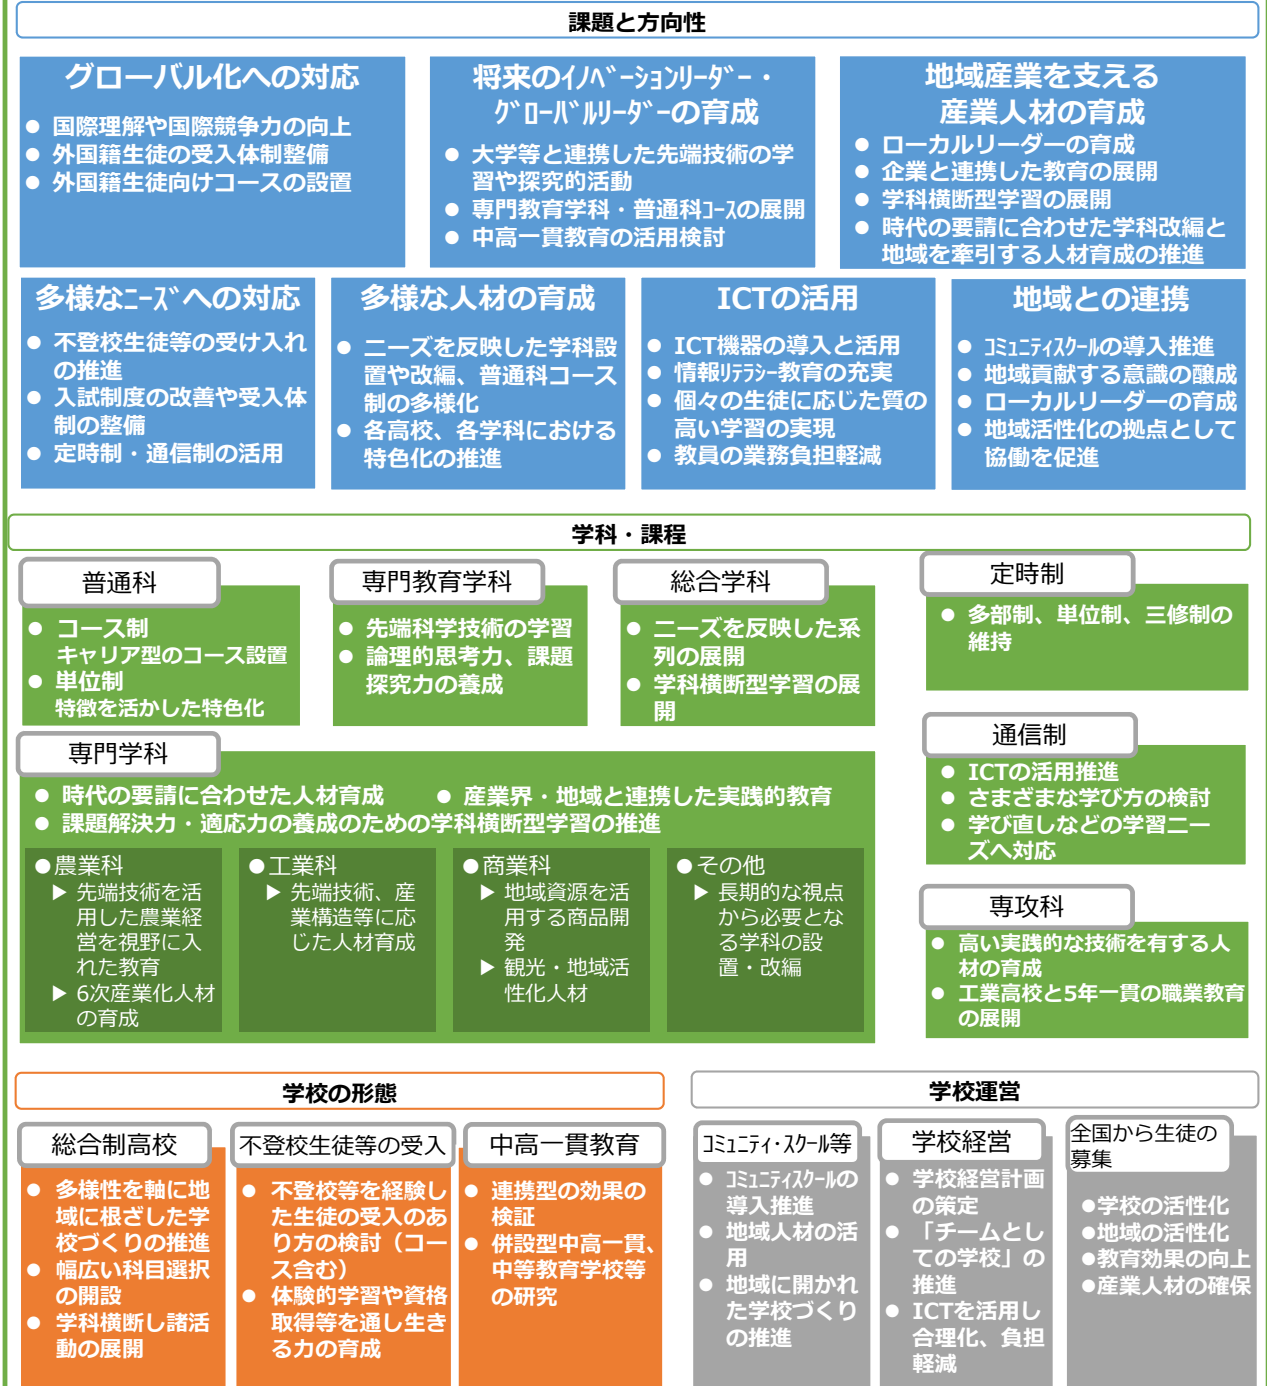 課題と方向性
グローバル化への対応
● 国際理解や国際競争力の向上
● 外国籍生徒の受入体制整備
● 外国籍生徒向けコースの設置
将来のｲﾉﾍﾞｰｼｮﾝﾘｰﾀﾞｰ・
ｸﾞﾛｰﾊﾞﾙﾘｰﾀﾞｰの育成
● 大学等と連携した先端技術の学
習や探究的活動
● 専門教育学科・普通科ｺｰｽの展開
● 中高一貫教育の活用検討
地域産業を支える
産業人材の育成
● ローカルリーダーの育成
● 企業と連携した教育の展開
● 学科横断型学習の展開
● 時代の要請に合わせた学科改編と
地域を牽引する人材育成の推進
多様なﾆｰｽﾞへの対応
● 不登校生徒等の受け入れ
の推進
● 入試制度の改善や受入体
制の整備
● 定時制・通信制の活用
多様な人材の育成
● ニーズを反映した学科設
置や改編、普通科コース
制の多様化
● 各高校、各学科における
特色化の推進
ICTの活用
● ICT機器の導入と活用
● 情報ﾘﾃﾗｼｰ教育の充実
● 個々の生徒に応じた質の
高い学習の実現
● 教員の業務負担軽減
地域との連携
● ｺﾐｭﾆﾃｨｽｸｰﾙの導入推進
● 地域貢献する意識の醸成
● ローカルリーダーの育成
● 地域活性化の拠点として
協働を促進
学科・課程
普通科
● コース制
キャリア型のコース設置
● 単位制
特徴を活かした特色化
専門教育学科
● 先端科学技術の学習
● 論理的思考力、課題
探究力の養成
総合学科
● ニーズを反映した系
列の展開
● 学科横断型学習の展
開
定時制
● 多部制、単位制、三修制の
維持
専門学科
● 時代の要請に合わせた人材育成 ● 産業界・地域と連携した実践的教育
● 課題解決力・適応力の養成のための学科横断型学習の推進
●農業科
▶ 先端技術を活
用した農業経
営を視野に入
れた教育
▶ 6次産業化人材
の育成
●工業科
▶ 先端技術、産
業構造等に応
じた人材育成
●商業科
▶ 地域資源を活
用する商品開
発
▶ 観光・地域活
性化人材
●その他
▶ 長期的な視点
から必要とな
る学科の設
置・改編
通信制
● ICTの活用推進
● さまざまな学び方の検討
● 学び直しなどの学習ニー
ズへ対応
専攻科
● 高い実践的な技術を有する人
材の育成
● 工業高校と5年一貫の職業教育
の展開
学校の形態
総合制高校
● 多様性を軸に地
域に根ざした学
校づくりの推進
● 幅広い科目選択
の開設
● 学科横断し諸活
動の展開
不登校生徒等の受入
● 不登校等を経験し
た生徒の受入のあ
り方の検討（コー
ス含む）
● 体験的学習や資格
取得等を通し生き
る力の育成
中高一貫教育
● 連携型の効果の
検証
● 併設型中高一貫、
中等教育学校等
の研究
学校運営
ｺﾐｭﾆﾃｨ･ｽｸｰﾙ等
● ｺﾐｭﾆﾃｨｽｸｰﾙの
導入推進
● 地域人材の活
用
● 地域に開かれ
た学校づくり
の推進
学校経営
● 学校経営計画
の策定
● 「チームとし
ての学校」の
推進
● ICTを活用し
合理化、負担
軽減
全国から生徒の
募集
●学校の活性化
●地域の活性化
●教育効果の向上
●産業人材の確保